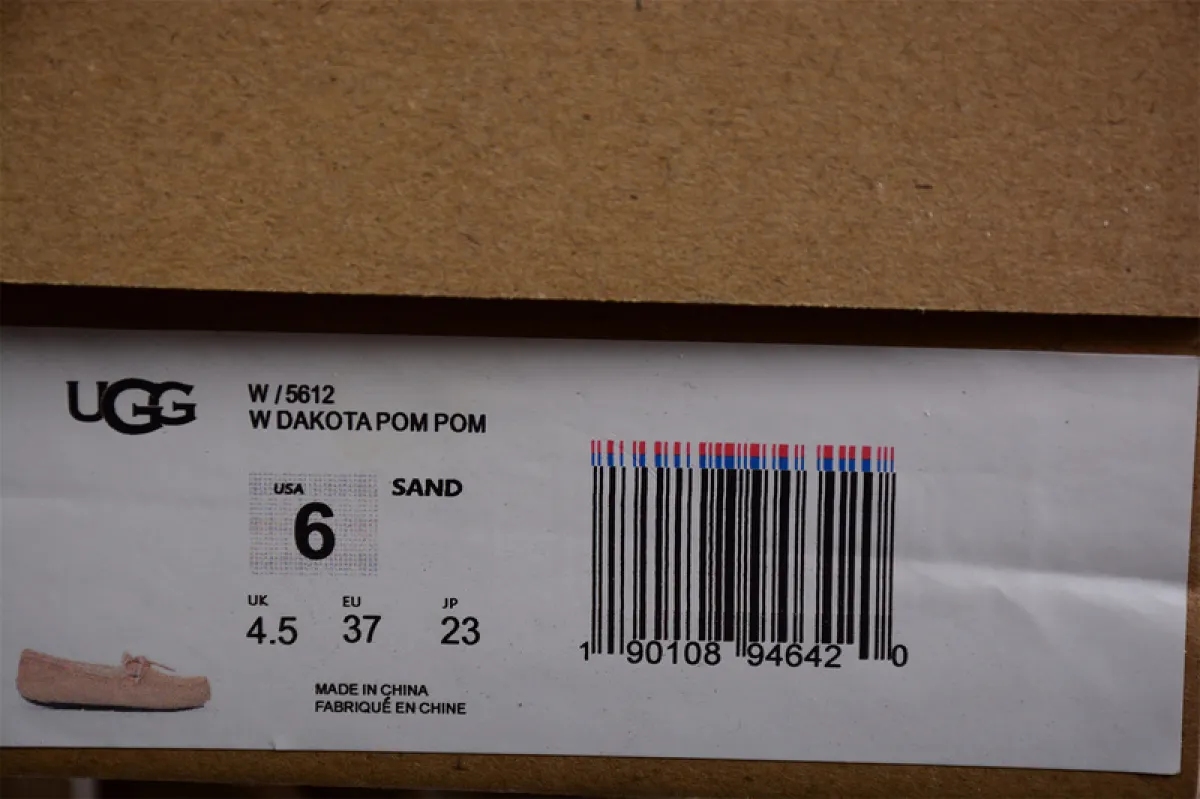 UGG
W / 5612
W DAKOTA POM POM
USA
6
SAND
UK
4.5
EU
37
JP
23
MADE IN CHINA
FABRIQUÉ EN CHINE
1 90108 94642 0